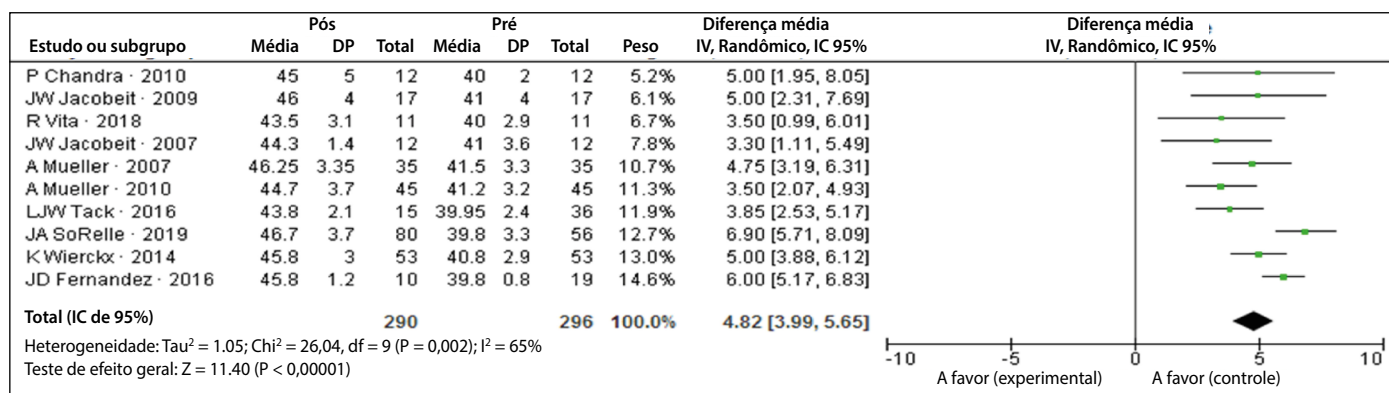 Pós Pré Diferença média Diferença média
Estudo ou subgrupo Média DP Total Média DP Total Peso IV, Randômico, IC 95% IV, Randômico, IC 95%
P Chandra · 2010 45 5 12 40 2 12 5.2% 5.00 [1.95, 8.05]
JW Jacobeit · 2009 46 4 17 41 4 17 6.1% 5.00 [2.31, 7.69]
R Vita · 2018 43.5 3.1 11 40 2.9 11 6.7% 3.50 [0.99, 6.01]
JW Jacobeit · 2007 44.3 1.4 12 41 3.6 12 7.8% 3.30 [1.11, 5.49]
A Mueller · 2007 46.25 3.35 35 41.5 3.3 35 10.7% 4.75 [3.19, 6.31]
A Mueller · 2010 44.7 3.7 45 41.2 3.2 45 11.3% 3.50 [2.07, 4.93]
LJW Tack · 2016 43.8 2.1 15 39.95 2.4 36 11.9% 3.85 [2.53, 5.17]
JA SoRelle · 2019 46.7 3.7 80 39.8 3.3 56 12.7% 6.90 [5.71, 8.09]
K Wierckx · 2014 45.8 3 53 40.8 2.9 53 13.0% 5.00 [3.88, 6.12]
JD Fernandez · 2016 45.8 1.2 10 39.8 0.8 19 14.6% 6.00 [5.17, 6.83]
Total (IC de 95%) 290 296 100.0% 4.82 [3.99, 5.65]
Heterogeneidade: Tau² = 1.05; Chi² = 26,04, df = 9 (P = 0,002); I² = 65%
Teste de efeito geral: Z = 11.40 (P < 0,00001)
-10 -5 0 5 10
A favor (experimental) A favor (controle)